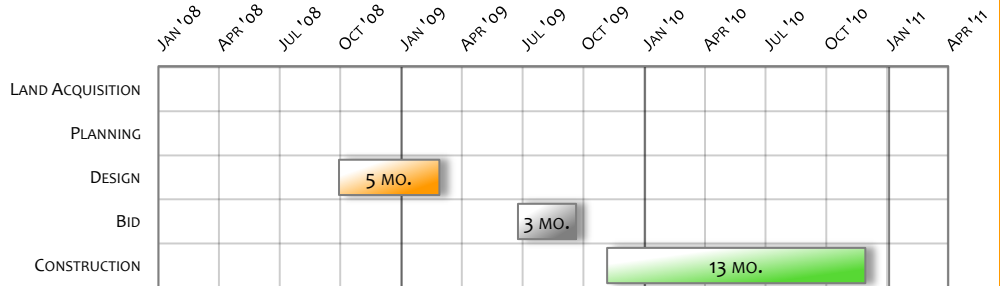 JAN '08 APR '08 JUL '08 OCT '08 JAN '09 APR '09 JUL '09 OCT '09 JAN '10 APR '10 JUL '10 OCT '10 JAN '11 APR '11
LAND ACQUISITION
PLANNING
DESIGN 5 MO.
BID 3 MO.
CONSTRUCTION 13 MO.